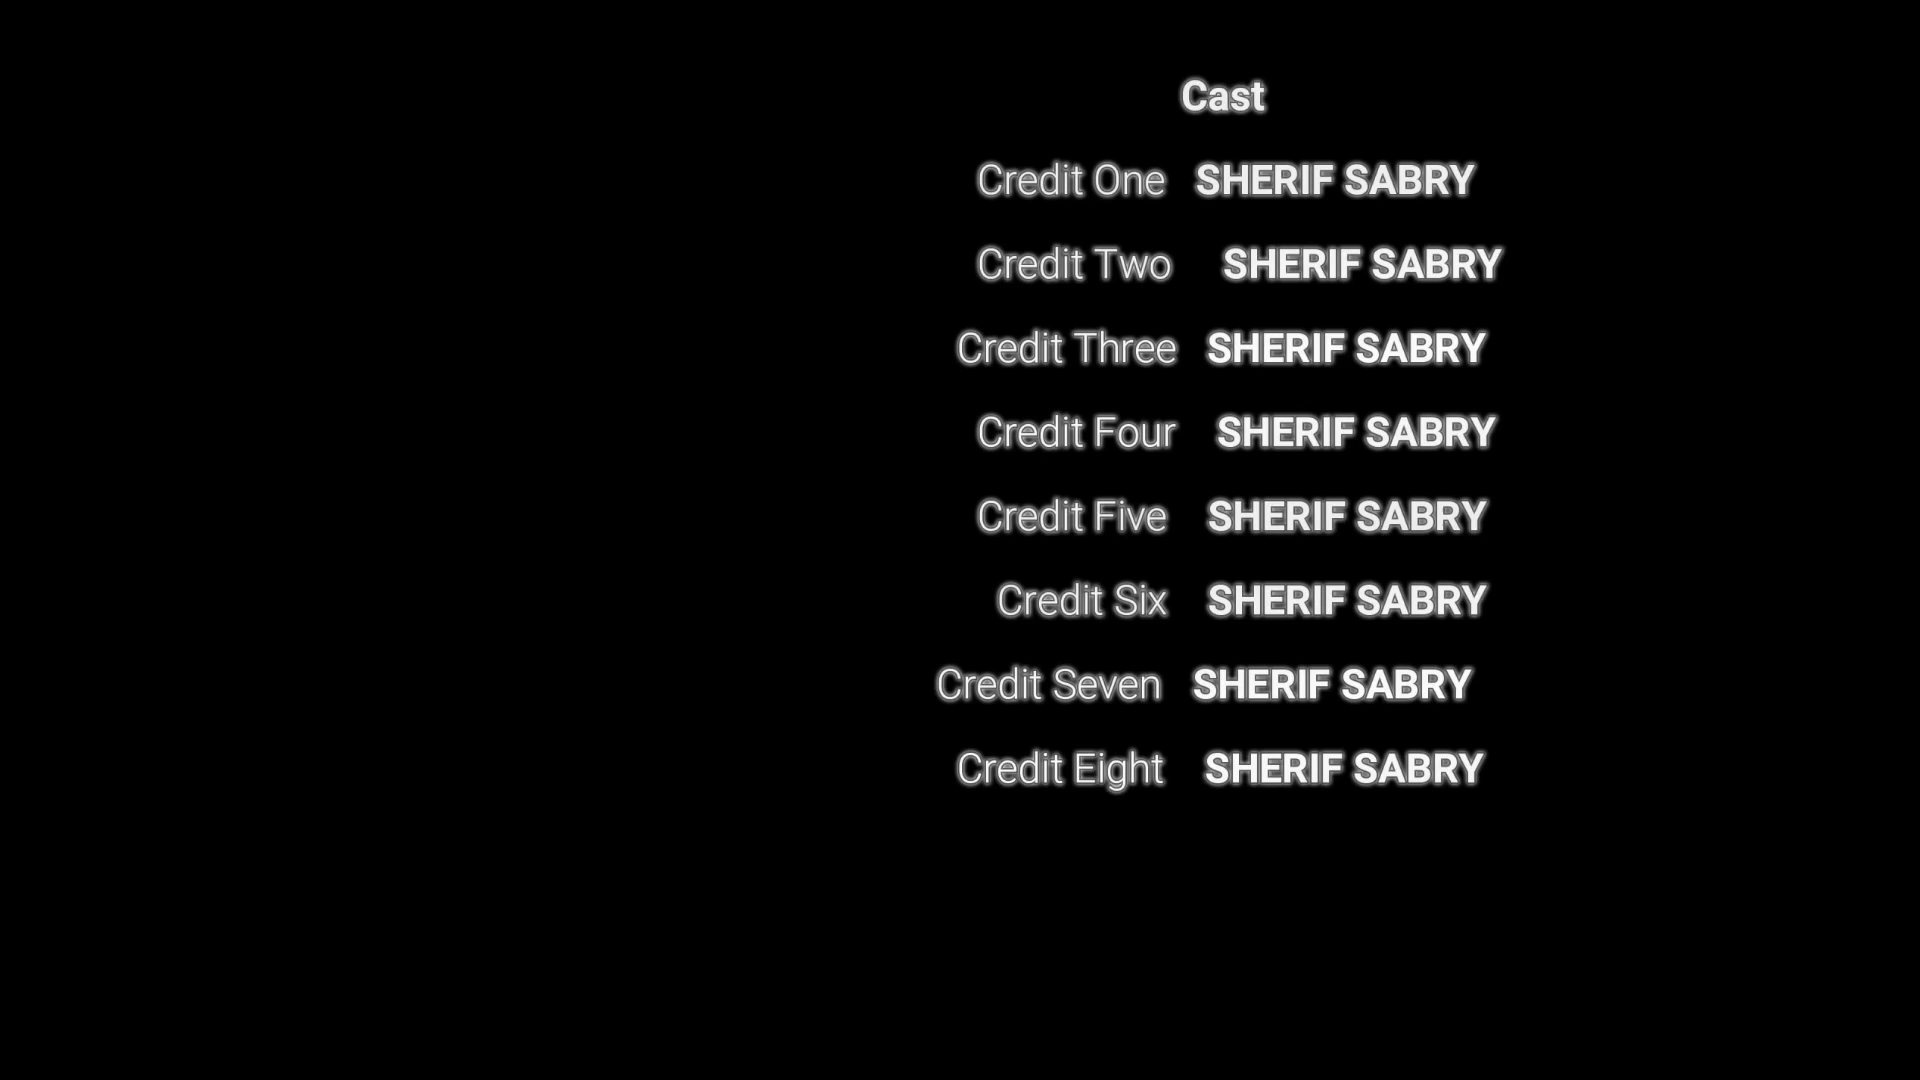 Cast
Credit One SHERIF SABRY
Credit Two SHERIF SABRY
Credit Three SHERIF SABRY
Credit Four SHERIF SABRY
Credit Five SHERIF SABRY
Credit Six SHERIF SABRY
Credit Seven SHERIF SABRY
Credit Eight SHERIF SABRY